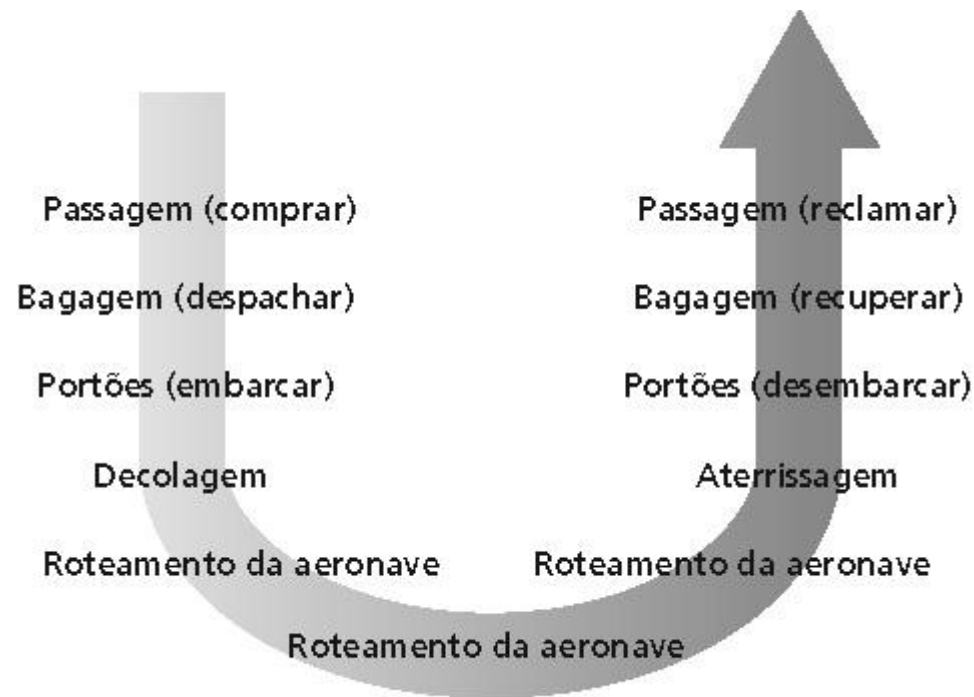 Passagem (comprar)
Passagem (reclamar)
Bagagem (despachar)
Bagagem (recuperar)
Portões (embarcar)
Portões (desembarcar)
Decolagem
Aterrissagem
Roteamento da aeronave
Roteamento da aeronave
Roteamento da aeronave